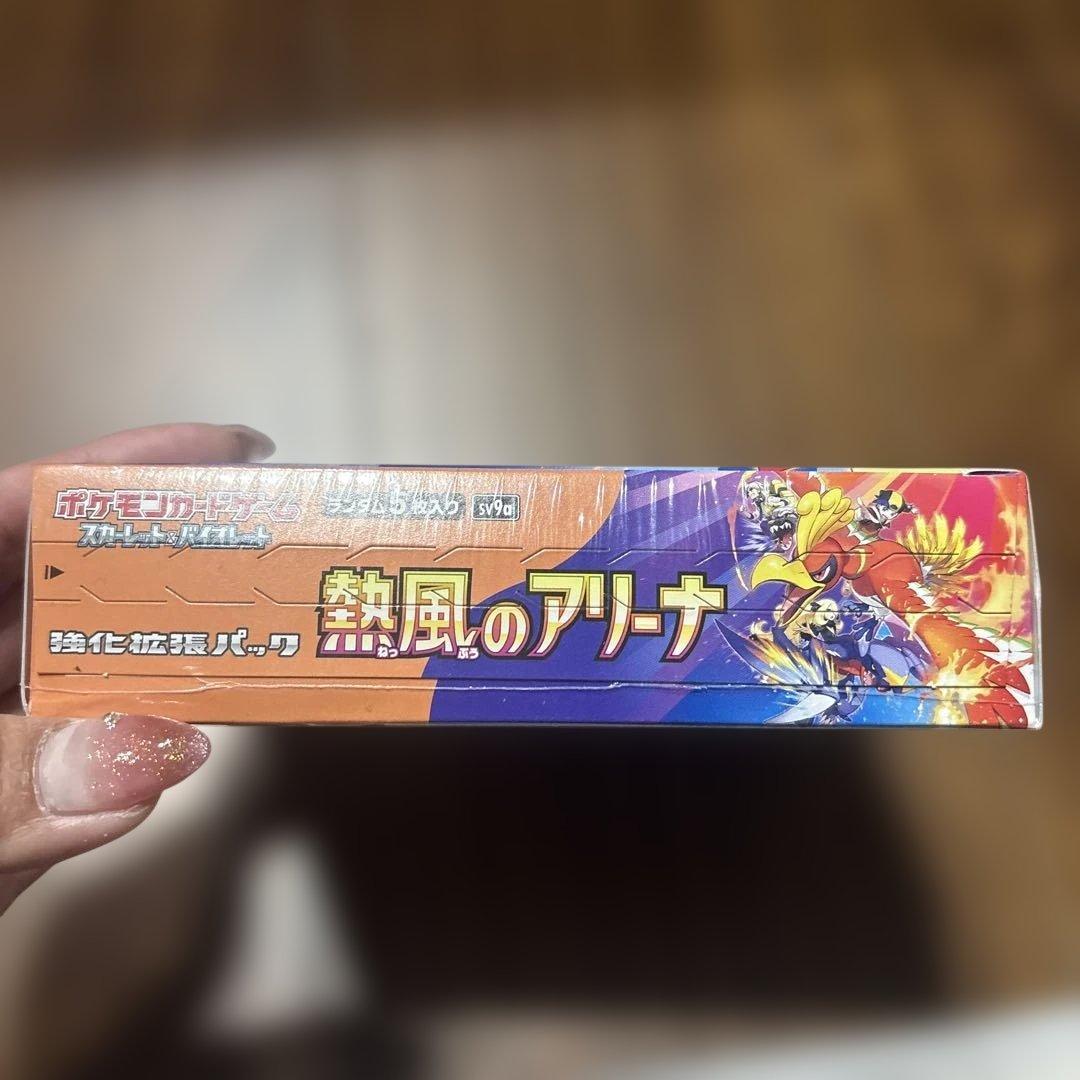 ポケモンカードゲーム
スカーレット&バイオレット
ランダム5枚入り
sv9a
強化拡張パック
熱風のアリーナ
ねっ ぷう